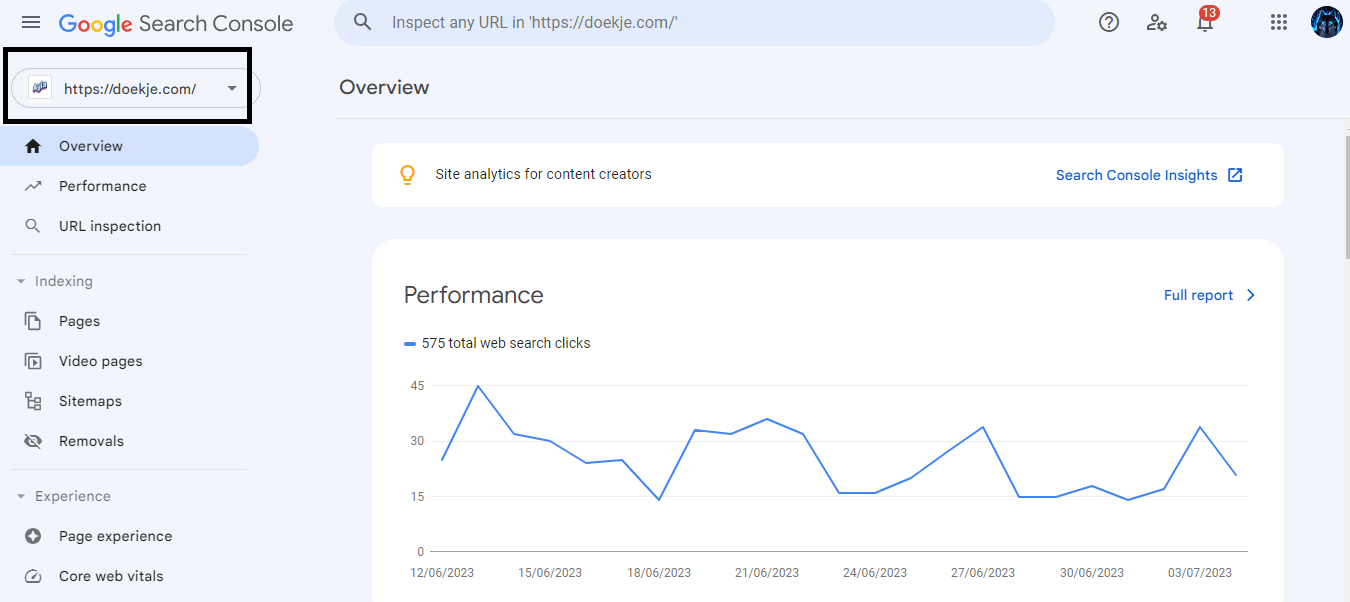 Google Search Console
Inspect any URL in 'https://doekje.com/'
13
https://doekje.com/
Overview
Performance
URL inspection
Indexing
Pages
Video pages
Sitemaps
Removals
Experience
Page experience
Core web vitals
Overview
Site analytics for content creators
Search Console Insights
Performance
Full report
575 total web search clicks
45
30
15
0
12/06/2023 15/06/2023 18/06/2023 21/06/2023 24/06/2023 27/06/2023 30/06/2023 03/07/2023